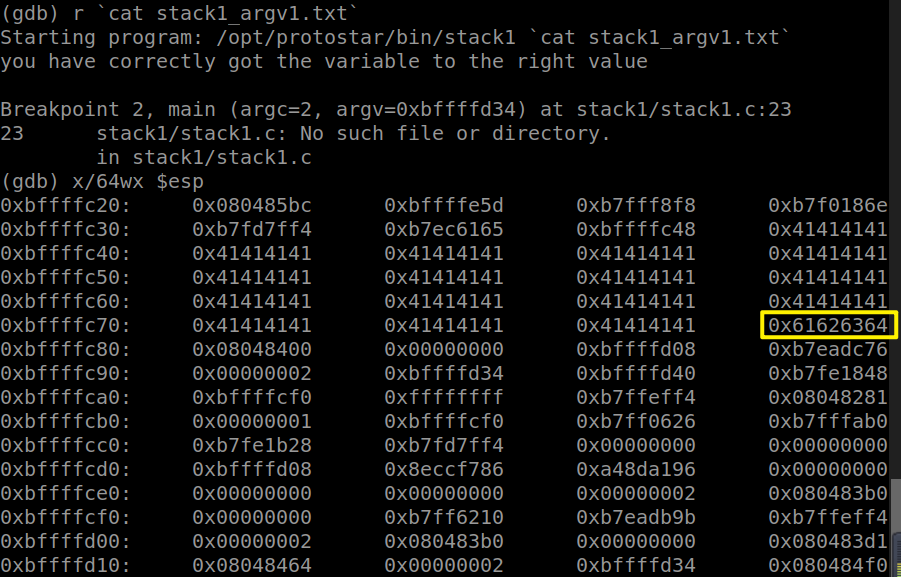 (gdb) r `cat stack1_argv1.txt`
Starting program: /opt/protostar/bin/stack1 `cat stack1_argv1.txt`
you have correctly got the variable to the right value
Breakpoint 2, main (argc=2, argv=0xbffffd34) at stack1/stack1.c:23
23      stack1/stack1.c: No such file or directory.
        in stack1/stack1.c
(gdb) x/64wx $esp
0xbffffc20:     0x080485bc      0xbffffe5d      0xb7fff8f8      0xb7f0186e
0xbffffc30:     0xb7fd7ff4      0xb7ec6165      0xbffffc48      0x41414141
0xbffffc40:     0x41414141      0x41414141      0x41414141      0x41414141
0xbffffc50:     0x41414141      0x41414141      0x41414141      0x41414141
0xbffffc60:     0x41414141      0x41414141      0x41414141      0x41414141
0xbffffc70:     0x41414141      0x41414141      0x41414141      0x61626364
0xbffffc80:     0x08048400      0x00000000      0xbffffd08      0xb7eadc76
0xbffffc90:     0x00000002      0xbffffd34      0xbffffd40      0xb7fe1848
0xbffffca0:     0xbffffcf0      0xffffffff      0xb7ffeff4      0x08048281
0xbffffcb0:     0x00000001      0xbffffcf0      0xb7ff0626      0xb7fffab0
0xbffffcc0:     0xb7fe1b28      0xb7fd7ff4      0x00000000      0x00000000
0xbffffcd0:     0xbffffd08      0x8eccf786      0xa48da196      0x00000000
0xbffffce0:     0x00000000      0x00000000      0x00000002      0x080483b0
0xbffffcf0:     0x00000000      0xb7ff6210      0xb7eadb9b      0xb7ffeff4
0xbffffd00:     0x00000002      0x080483b0      0x00000000      0x080483d1
0xbffffd10:     0x08048464      0x00000002      0xbffffd34      0x080484f0